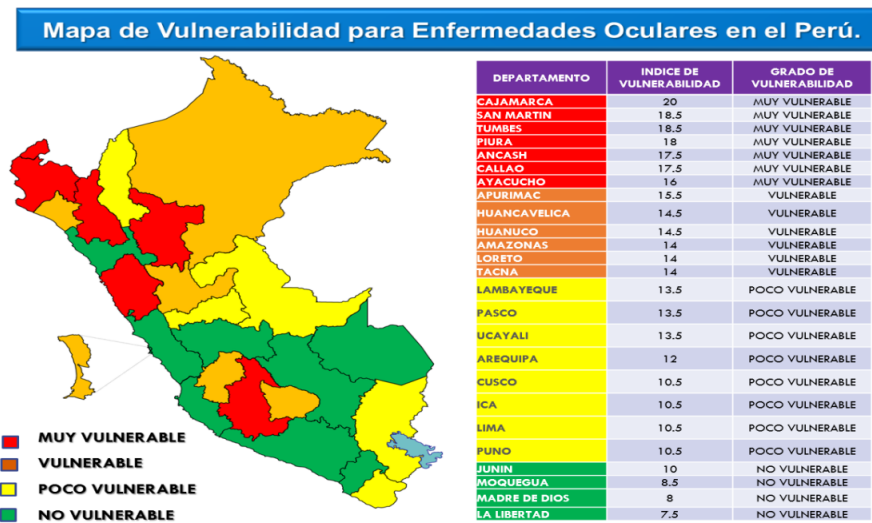 Mapa de Vulnerabilidad para Enfermedades Oculares en el Perú.
DEPARTAMENTO INDICE DE VULNERABILIDAD GRADO DE VULNERABILIDAD
CAJAMARCA 20 MUY VULNERABLE
SAN MARTIN 18.5 MUY VULNERABLE
TUMBES 18.5 MUY VULNERABLE
PIURA 18 MUY VULNERABLE
ANCASH 17.5 MUY VULNERABLE
CALLAO 17.5 MUY VULNERABLE
AYACUCHO 16 MUY VULNERABLE
APURIMAC 15.5 VULNERABLE
HUANCAVELICA 14.5 VULNERABLE
HUANUCO 14.5 VULNERABLE
AMAZONAS 14 VULNERABLE
LORETO 14 VULNERABLE
TACNA 14 VULNERABLE
LAMBAYEQUE 13.5 POCO VULNERABLE
PASCO 13.5 POCO VULNERABLE
UCAYALI 13.5 POCO VULNERABLE
AREQUIPA 12 POCO VULNERABLE
CUSCO 10.5 POCO VULNERABLE
ICA 10.5 POCO VULNERABLE
LIMA 10.5 POCO VULNERABLE
PUNO 10.5 POCO VULNERABLE
JUNIN 10 NO VULNERABLE
MOQUEGUA 8.5 NO VULNERABLE
MADRE DE DIOS 8 NO VULNERABLE
LA LIBERTAD 7.5 NO VULNERABLE
MUY VULNERABLE
VULNERABLE
POCO VULNERABLE
NO VULNERABLE